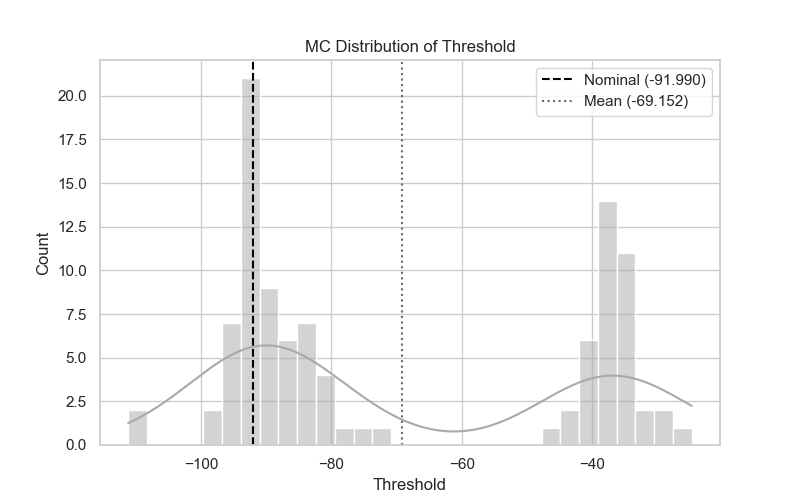 MC Distribution of Threshold
Nominal (-91.990)
Mean (-69.152)
Count
20.0
17.5
15.0
12.5
10.0
7.5
5.0
2.5
0.0
−100
−80
−60
−40
Threshold